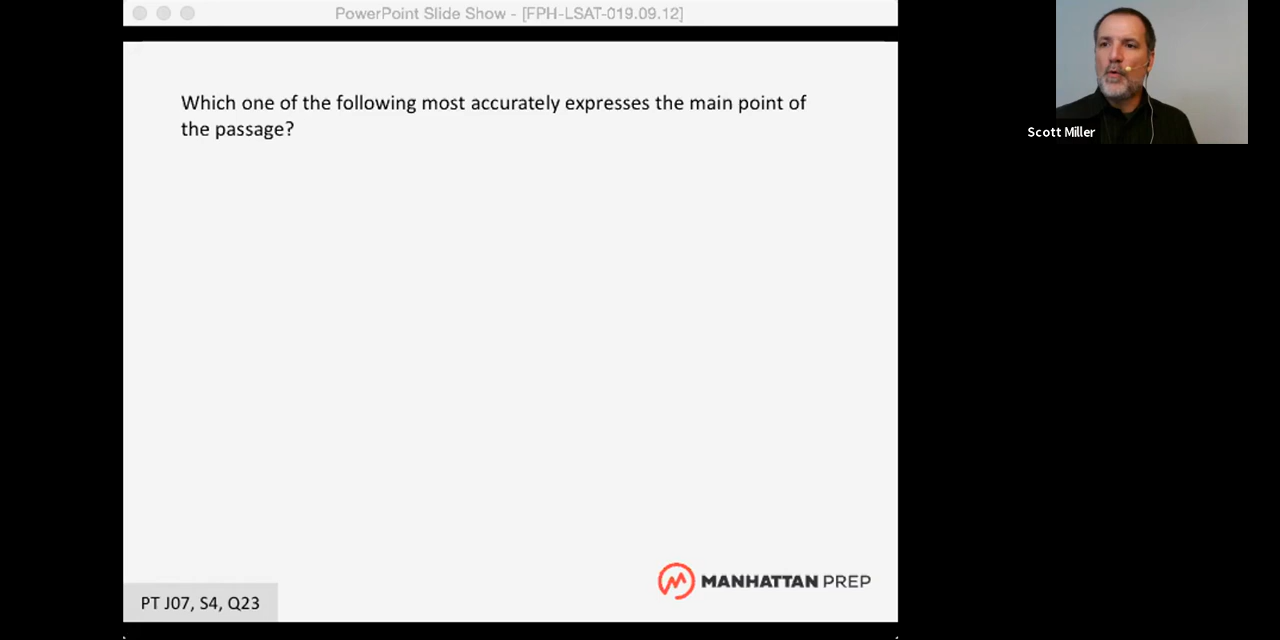 PowerPoint Slide Show - [FPH-LSAT-019.09.12]
Which one of the following most accurately expresses the main point of
the passage?
Scott Miller
MANHATTAN PREP
PT J07, S4, Q23